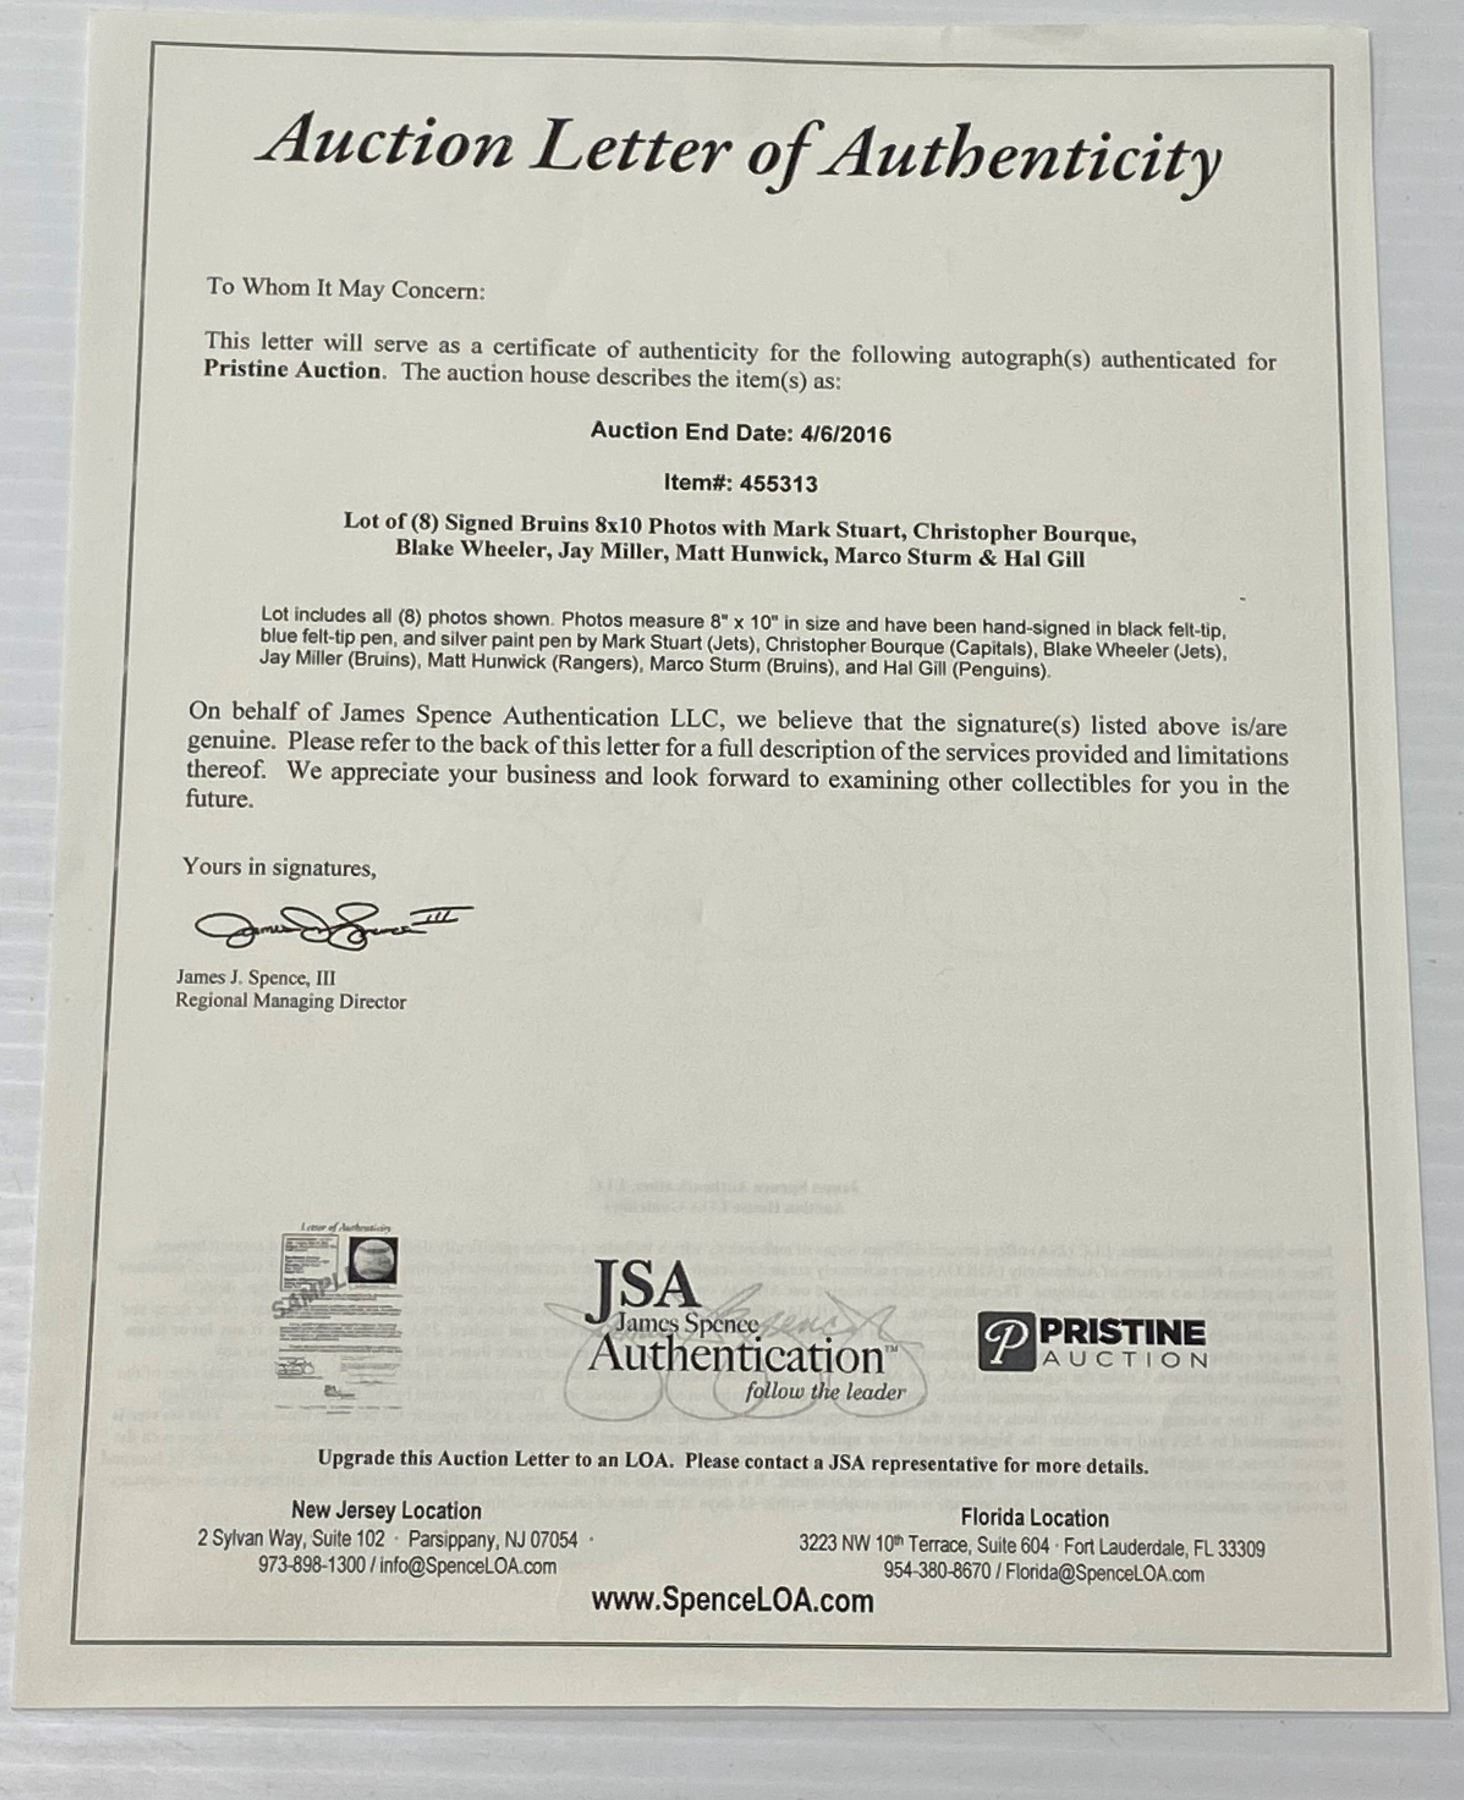 Auction Letter of Authenticity
To Whom It May Concern:
This letter will serve as a certificate of authenticity for the following autograph(s) authenticated for
Pristine Auction. The auction house describes the item(s) as:
Auction End Date: 4/6/2016
Item#: 455313
Lot of (8) Signed Bruins 8x10 Photos with Mark Stuart, Christopher Bourque,
Blake Wheeler, Jay Miller, Matt Hunwick, Marco Sturm & Hal Gill
Lot includes all (8) photos shown. Photos measure 8" x 10" in size and have been hand-signed in black felt-tip,
blue felt-tip pen, and silver paint pen by Mark Stuart (Jets), Christopher Bourque (Capitals), Blake Wheeler (Jets),
Jay Miller (Bruins), Matt Hunwick (Rangers), Marco Sturm (Bruins), and Hal Gill (Penguins).
On behalf of James Spence Authentication LLC, we believe that the signature(s) listed above is/are
genuine. Please refer to the back of this letter for a full description of the services provided and limitations
thereof. We appreciate your business and look forward to examining other collectibles for you in the
future.
Yours in signatures,
James J. Spence III
James J. Spence, III
Regional Managing Director
Letter of Authenticity
SAMPLE
JSA
James Spence
Authentication™
follow the leader
P PRISTINE
AUCTION
Upgrade this Auction Letter to an LOA. Please contact a JSA representative for more details.
New Jersey Location
2 Sylvan Way, Suite 102 · Parsippany, NJ 07054 ·
973-898-1300 / info@SpenceLOA.com
Florida Location
3223 NW 10th Terrace, Suite 604 · Fort Lauderdale, FL 33309
954-380-8670 / Florida@SpenceLOA.com
www.SpenceLOA.com